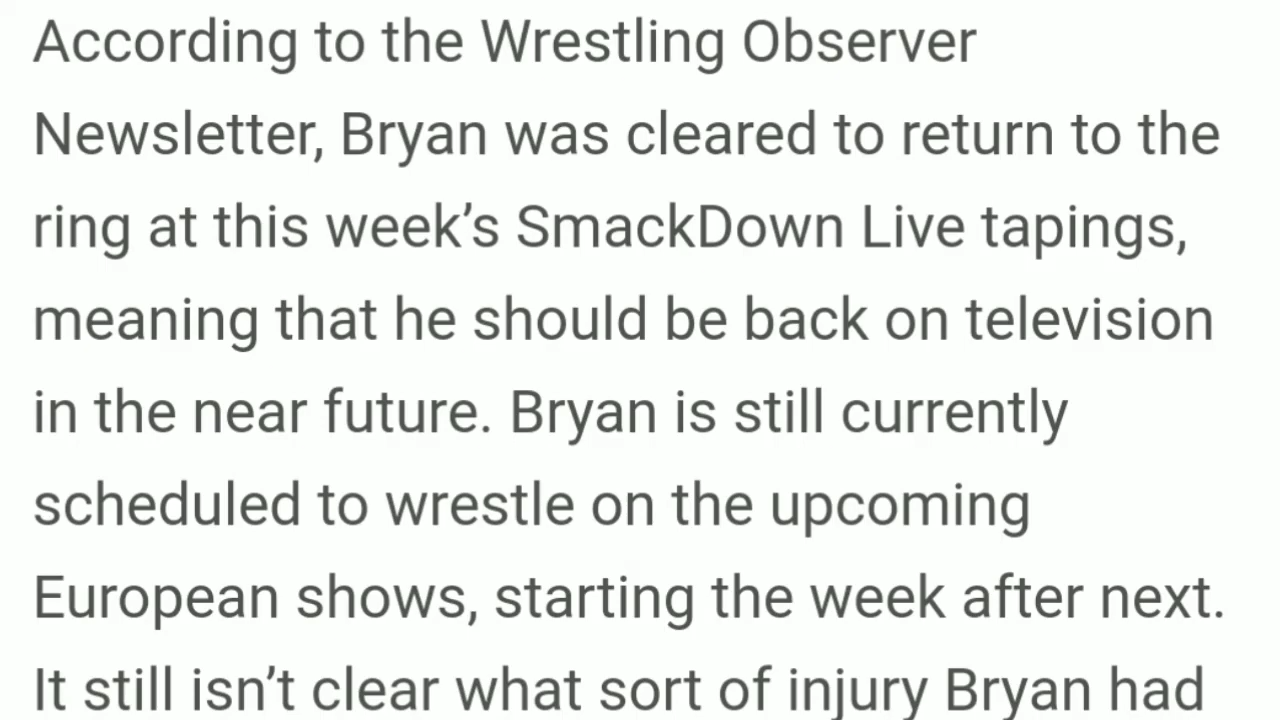 According to the Wrestling Observer
Newsletter, Bryan was cleared to return to the
ring at this week’s SmackDown Live tapings,
meaning that he should be back on television
in the near future. Bryan is still currently
scheduled to wrestle on the upcoming
European shows, starting the week after next.
It still isn’t clear what sort of injury Bryan had